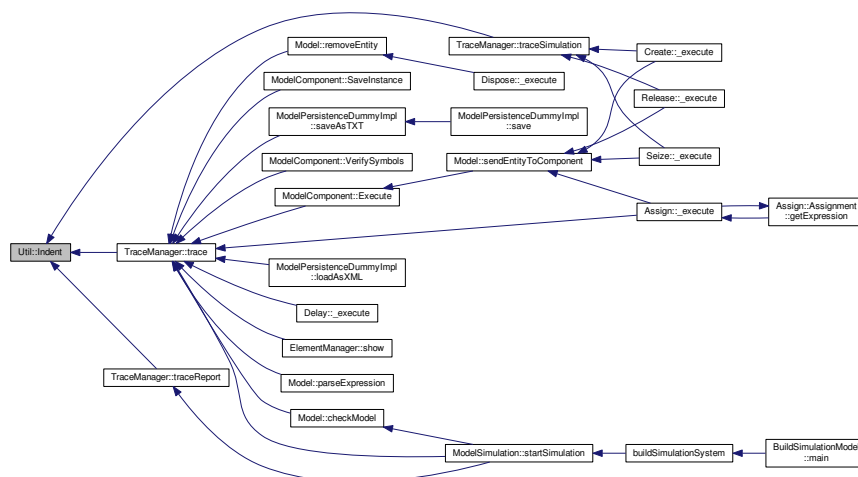 Model::removeEntity
TraceManager::traceSimulation
Create::_execute
ModelComponent::SaveInstance
Dispose::_execute
Release::_execute
ModelPersistenceDummyImpl
::saveAsTXT
ModelPersistenceDummyImpl
::save
Seize::_execute
ModelComponent::VerifySymbols
Model::sendEntityToComponent
ModelComponent::Execute
Assign::_execute
Assign::Assignment
::getExpression
Util::Indent
TraceManager::trace
ModelPersistenceDummyImpl
::loadAsXML
Delay::_execute
ElementManager::show
TraceManager::traceReport
Model::parseExpression
Model::checkModel
ModelSimulation::startSimulation
buildSimulationSystem
BuildSimulationModel
::main